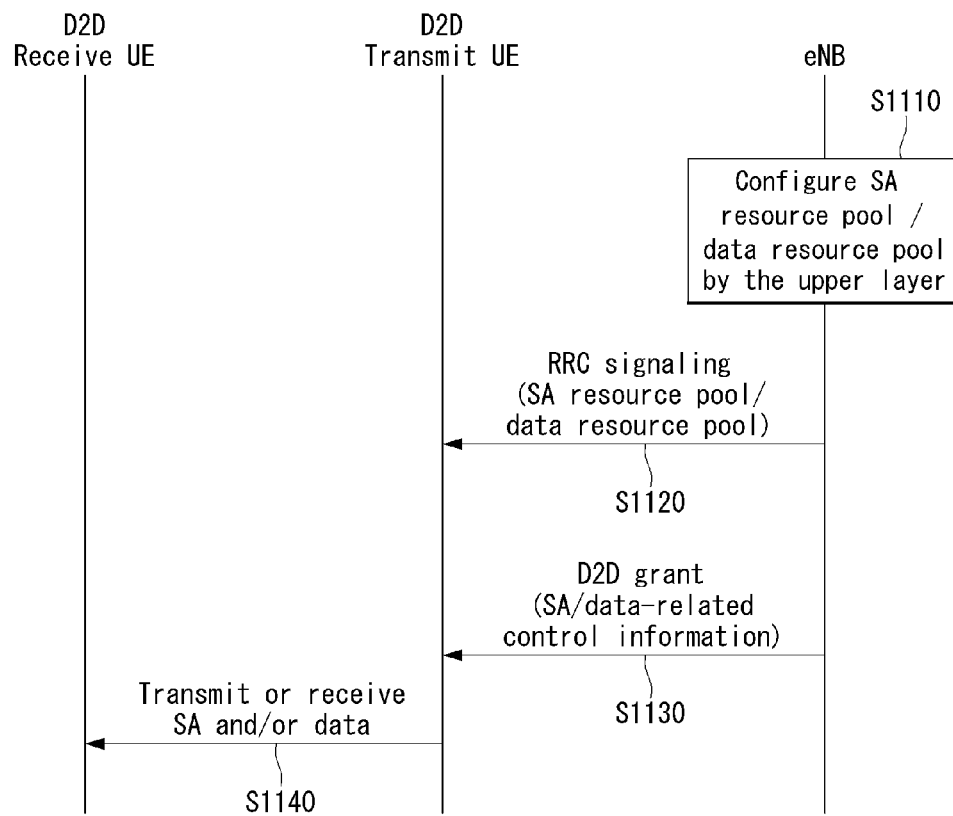 D2D
Receive UE
D2D
Transmit UE
eNB
S1110
Configure SA
resource pool /
data resource pool
by the upper layer
RRC signaling
(SA resource pool/
data resource pool)
S1120
D2D grant
(SA/data-related
control information)
S1130
Transmit or receive
SA and/or data
S1140